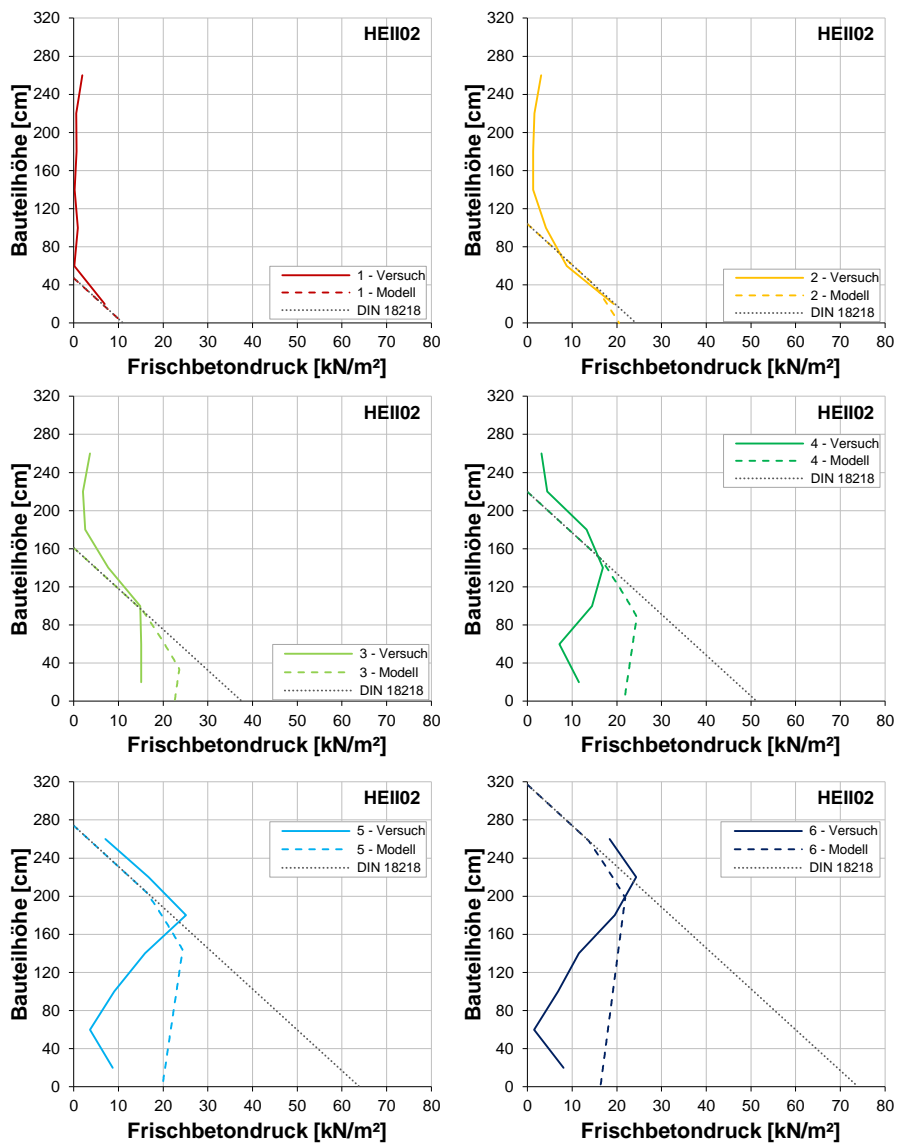 HEII02
Bauteilhöhe [cm]
320
280
240
200
160
120
80
40
0
1 - Versuch
1 - Modell
DIN 18218
0 10 20 30 40 50 60 70 80
Frischbetondruck [kN/m²]
HEII02
Bauteilhöhe [cm]
320
280
240
200
160
120
80
40
0
2 - Versuch
2 - Modell
DIN 18218
0 10 20 30 40 50 60 70 80
Frischbetondruck [kN/m²]
HEII02
Bauteilhöhe [cm]
320
280
240
200
160
120
80
40
0
3 - Versuch
3 - Modell
DIN 18218
0 10 20 30 40 50 60 70 80
Frischbetondruck [kN/m²]
HEII02
Bauteilhöhe [cm]
320
280
240
200
160
120
80
40
0
4 - Versuch
4 - Modell
DIN 18218
0 10 20 30 40 50 60 70 80
Frischbetondruck [kN/m²]
HEII02
Bauteilhöhe [cm]
320
280
240
200
160
120
80
40
0
5 - Versuch
5 - Modell
DIN 18218
0 10 20 30 40 50 60 70 80
Frischbetondruck [kN/m²]
HEII02
Bauteilhöhe [cm]
320
280
240
200
160
120
80
40
0
6 - Versuch
6 - Modell
DIN 18218
0 10 20 30 40 50 60 70 80
Frischbetondruck [kN/m²]